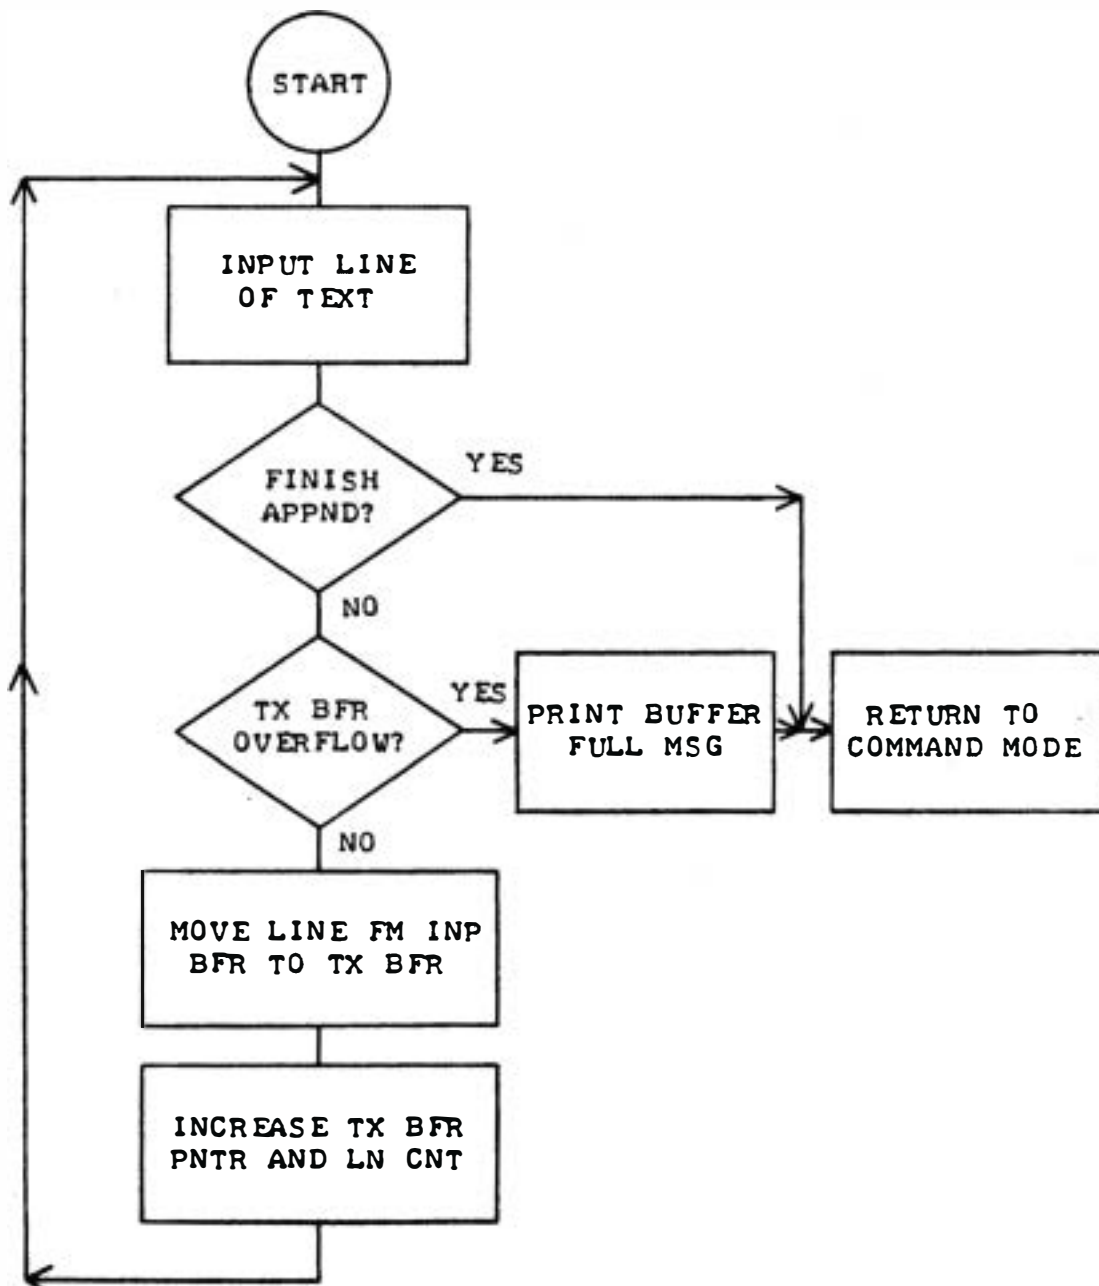 START
INPUT LINE
OF TEXT
FINISH
APPND?
YES
NO
TX BFR
OVERFLOW?
YES
PRINT BUFFER
FULL MSG
RETURN TO
COMMAND MODE
NO
MOVE LINE FM INP
BFR TO TX BFR
INCREASE TX BFR
PNTR AND LN CNT